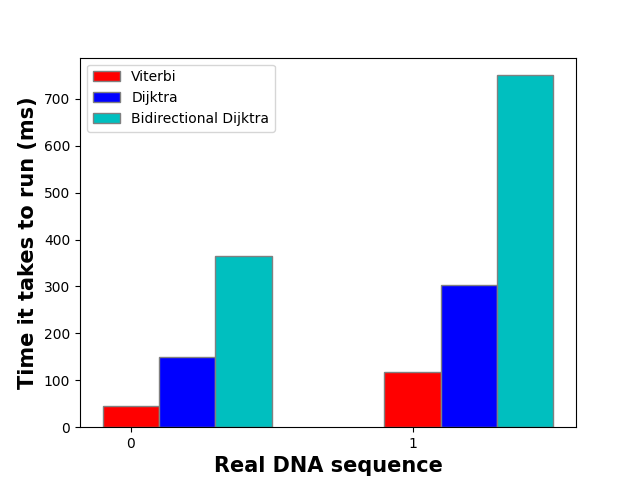 Viterbi
Dijktra
Bidirectional Dijktra
Time it takes to run (ms)
700
600
500
400
300
200
100
0
0 1
Real DNA sequence